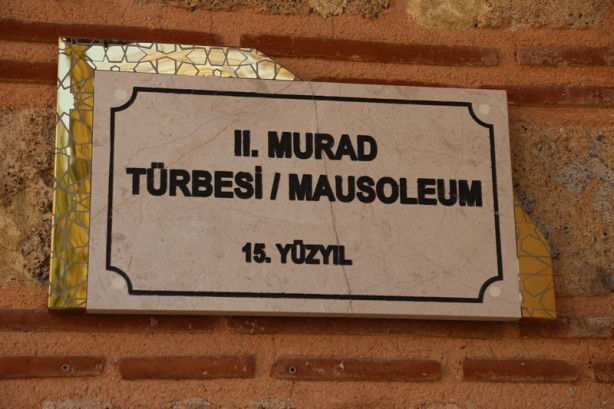 II. MURAD
TÜRBESİ / MAUSOLEUM
15. YÜZYIL